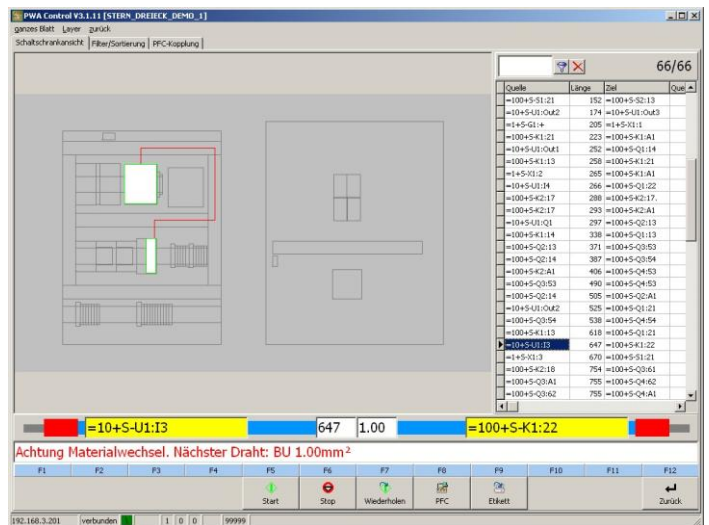 PWA Control V3.1.11 [STERN_DREIECK_DEMO_1]
ganzes Blatt Layer zurück
Schaltschrankansicht Filter/Sortierung PFC-Kopplung
66/66
Quelle Länge Ziel Que
=100+S-S1:21 152 =100+S-S2:13
=10+S-U1:Out2 174 =10+S-U1:Out3
=1+S-G1:+ 205 =1+S-X1:1
=100+S-K1:21 223 =100+S-K1:A1
=10+S-U1:Out1 252 =100+S-Q1:14
=100+S-K1:13 258 =100+S-K1:21
=1+S-X1:2 265 =100+S-K1:A1
=10+S-U1:I4 266 =100+S-Q1:22
=100+S-K2:17 288 =100+S-K2:17.
=100+S-K2:17 293 =100+S-K2:A1
=10+S-U1:Q1 297 =100+S-Q2:13
=100+S-K1:14 338 =100+S-Q1:13
=100+S-Q2:13 371 =100+S-Q3:53
=100+S-Q2:14 387 =100+S-Q3:54
=100+S-K2:A1 406 =100+S-Q4:53
=100+S-Q3:53 490 =100+S-Q4:53
=100+S-Q2:14 505 =100+S-Q2:A1
=10+S-U1:Out2 525 =100+S-Q1:21
=100+S-Q3:54 538 =100+S-Q4:54
=100+S-K1:13 618 =100+S-Q1:21
=10+S-U1:I3 647 =100+S-K1:22
=1+S-X1:3 670 =100+S-S1:21
=100+S-K2:18 754 =100+S-Q3:61
=100+S-Q3:A1 755 =100+S-Q4:62
=100+S-Q3:62 755 =100+S-Q4:A1
=10+S-U1:I3 647 1.00 =100+S-K1:22
Achtung Materialwechsel. Nächster Draht: BU 1.00mm²
F1 F2 F3 F4 F5 F6 F7 F8 F9 F10 F11 F12
Start Stop Wiederholen PFC Etikett Zurück
192.168.3.201 verbunden 1 0 0 99999